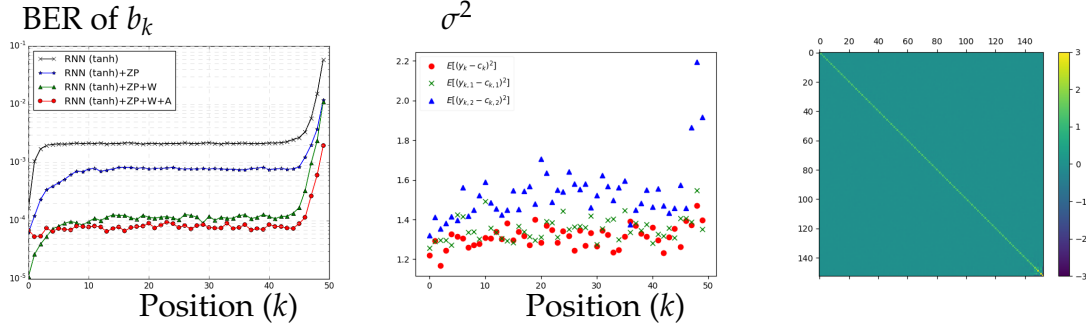 BER of b_k
σ²
10⁻¹
10⁻²
10⁻³
10⁻⁴
10⁻⁵
RNN (tanh)
RNN (tanh)+ZP
RNN (tanh)+ZP+W
RNN (tanh)+ZP+W+A
0 10 20 30 40 50
Position (k)
2.2
2.0
1.8
1.6
1.4
1.2
E[(y_k − c_k)²]
E[(y_{k,1} − c_{k,1})²]
E[(y_{k,2} − c_{k,2})²]
0 10 20 30 40 50
Position (k)
0 20 40 60 80 100 120 140
0
20
40
60
80
100
120
140
3
2
1
0
−1
−2
−3